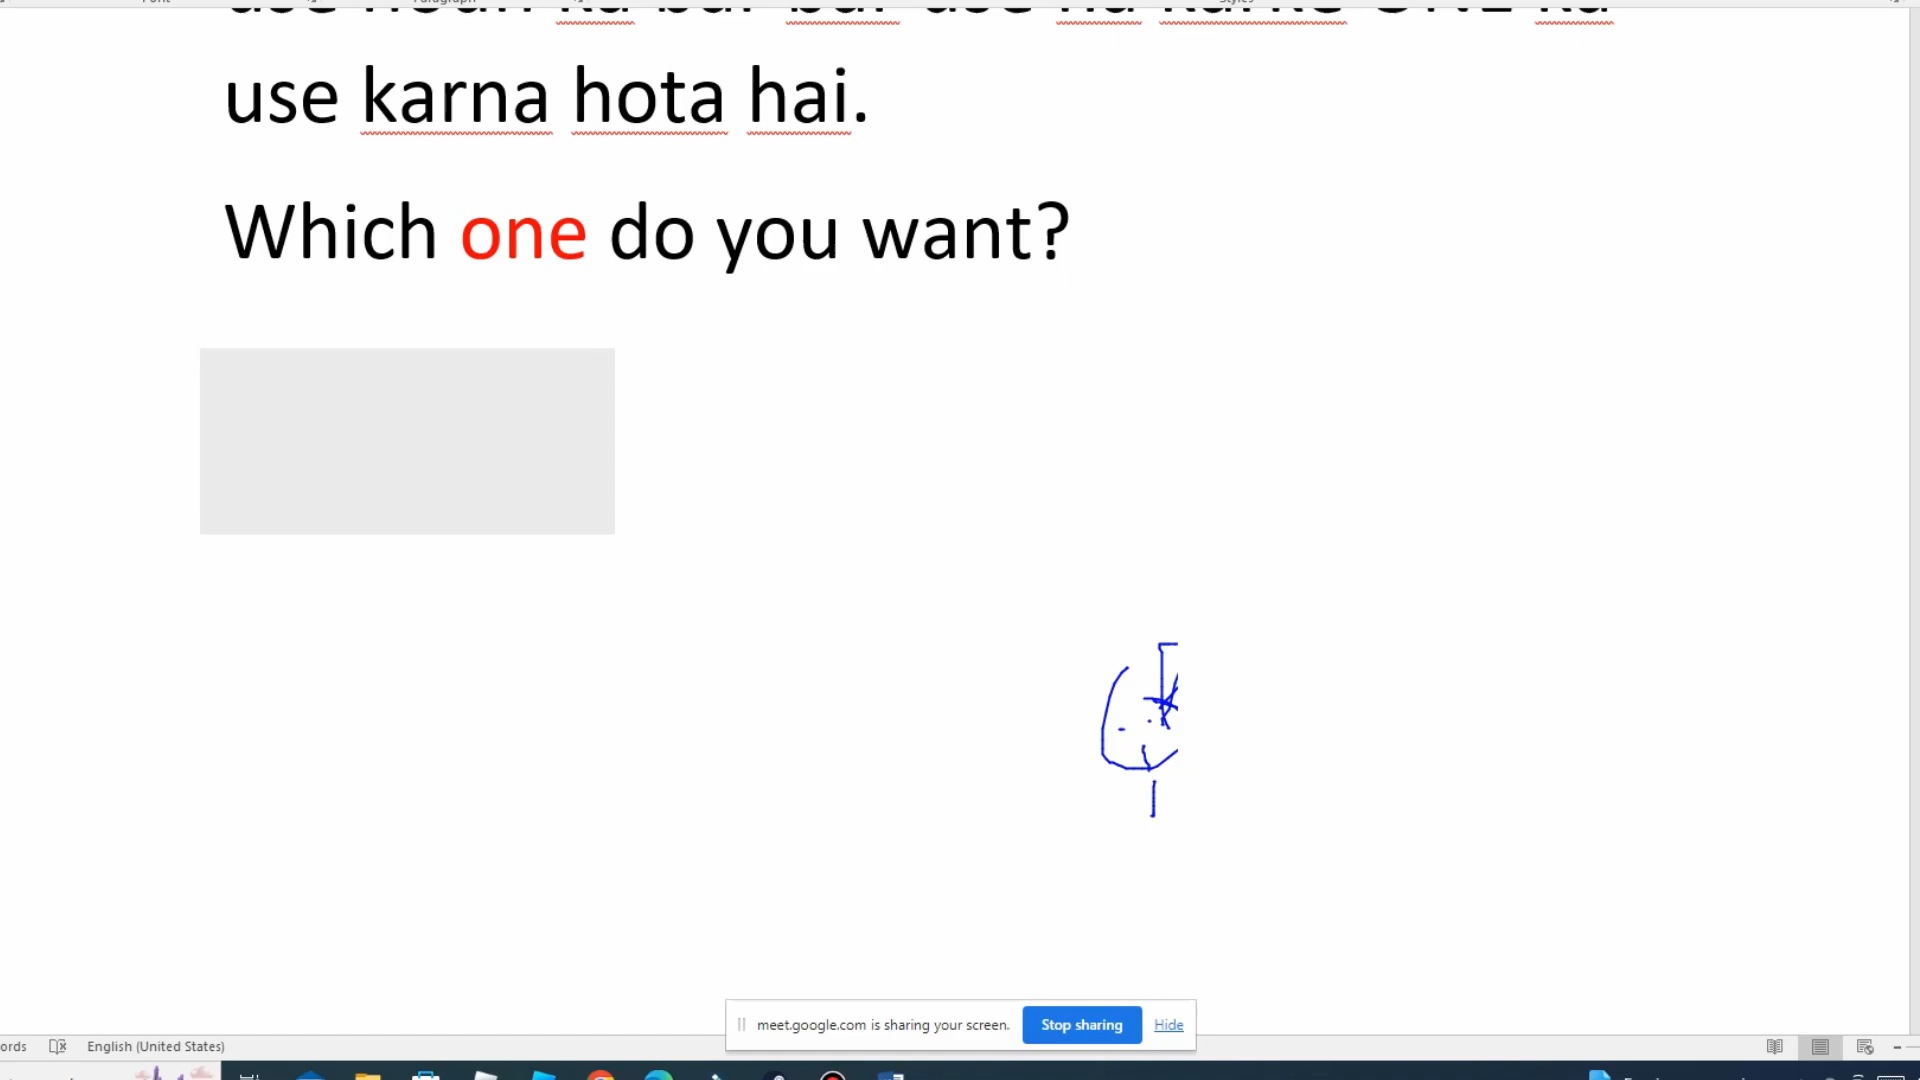 use karna hota hai.
Which one do you want?
meet.google.com is sharing your screen. Stop sharing Hide
English (United States)